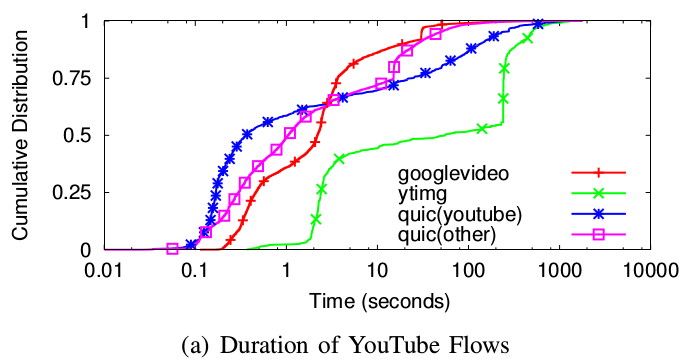 Cumulative Distribution
1
0.75
0.5
0.25
0
googlevideo
ytimg
quic(youtube)
quic(other)
0.01 0.1 1 10 100 1000 10000
Time (seconds)
(a) Duration of YouTube Flows